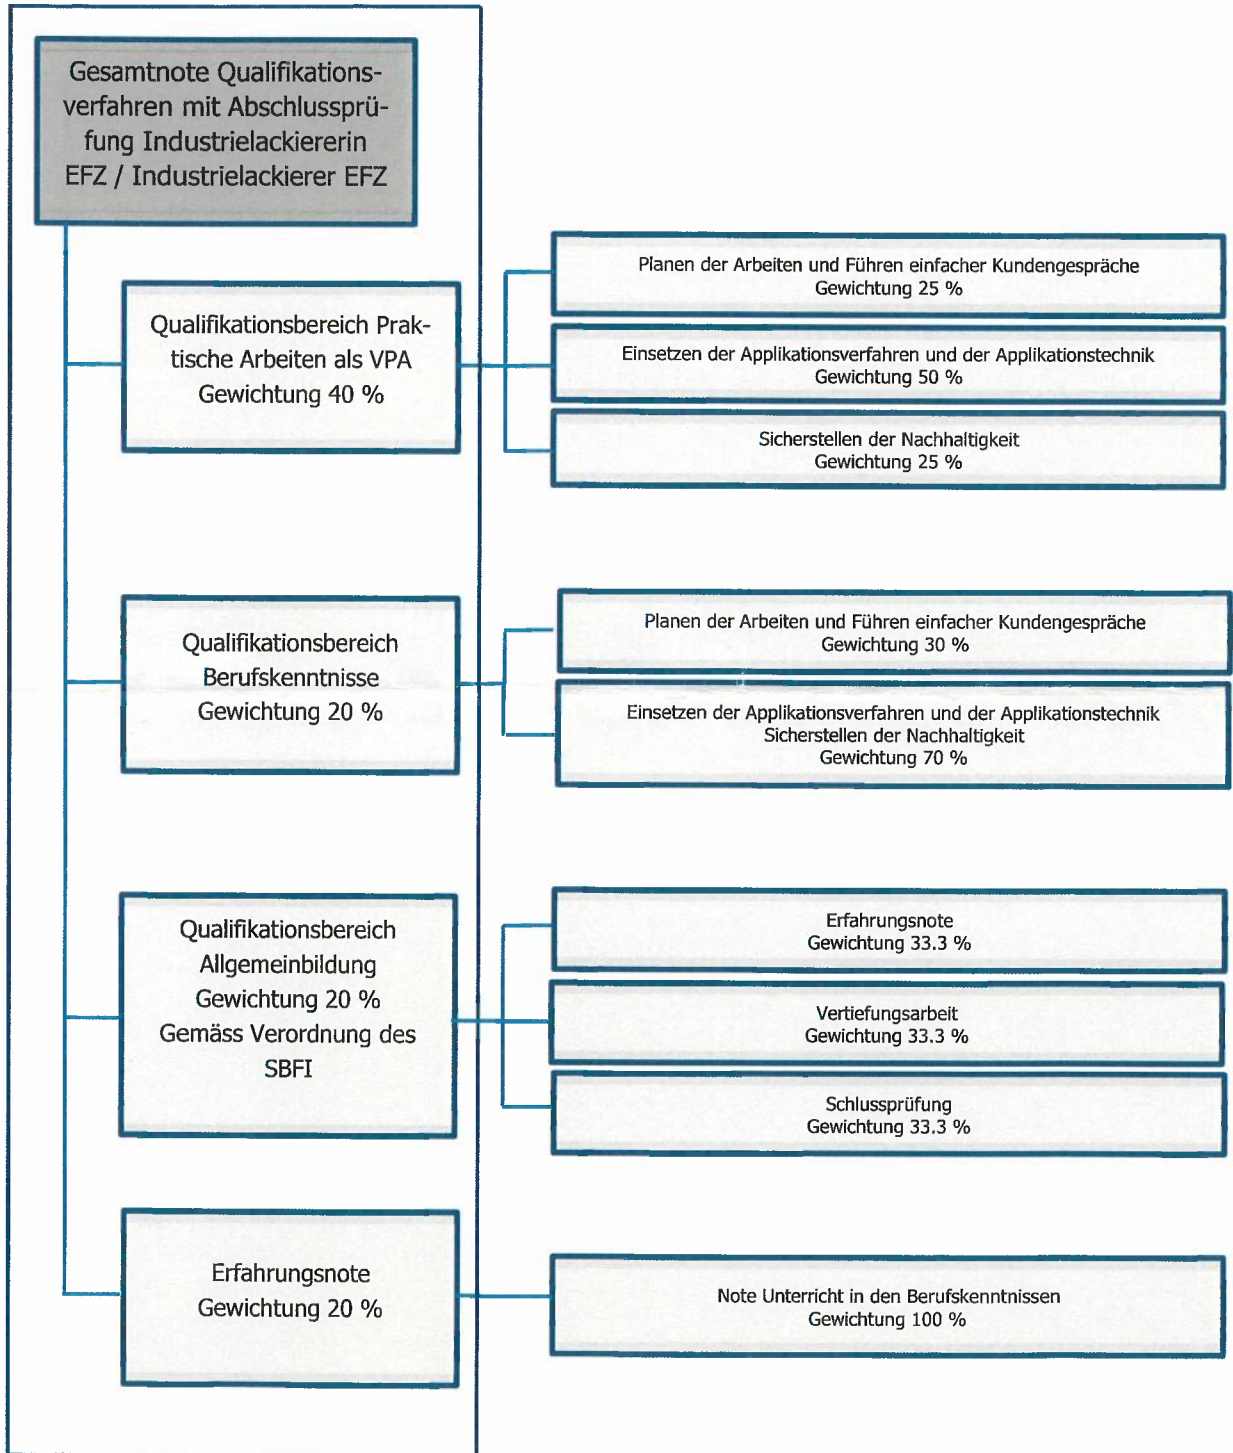 Gesamtnote Qualifikations-
verfahren mit Abschlussprü-
fung Industrielackiererin
EFZ / Industrielackierer EFZ
Qualifikationsbereich Prak-
tische Arbeiten als VPA
Gewichtung 40 %
Planen der Arbeiten und Führen einfacher Kundengespräche
Gewichtung 25 %
Einsetzen der Applikationsverfahren und der Applikationstechnik
Gewichtung 50 %
Sicherstellen der Nachhaltigkeit
Gewichtung 25 %
Qualifikationsbereich
Berufskenntnisse
Gewichtung 20 %
Planen der Arbeiten und Führen einfacher Kundengespräche
Gewichtung 30 %
Einsetzen der Applikationsverfahren und der Applikationstechnik
Sicherstellen der Nachhaltigkeit
Gewichtung 70 %
Qualifikationsbereich
Allgemeinbildung
Gewichtung 20 %
Gemäss Verordnung des
SBFI
Erfahrungsnote
Gewichtung 33.3 %
Vertiefungsarbeit
Gewichtung 33.3 %
Schlussprüfung
Gewichtung 33.3 %
Erfahrungsnote
Gewichtung 20 %
Note Unterricht in den Berufskenntnissen
Gewichtung 100 %